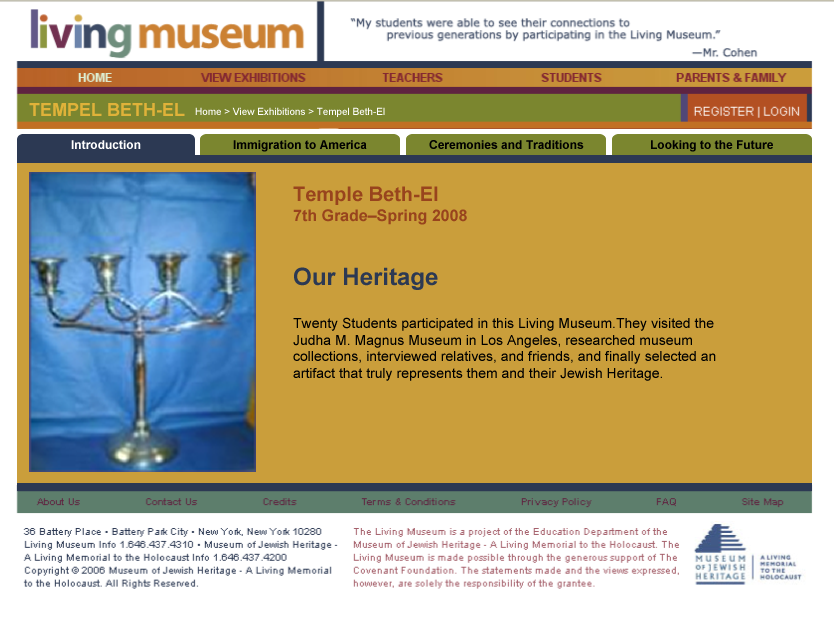 living museum
“My students were able to see their connections to
previous generations by participating in the Living Museum.”
—Mr. Cohen
HOME VIEW EXHIBITIONS TEACHERS STUDENTS PARENTS & FAMILY
TEMPEL BETH-EL Home > View Exhibitions > Tempel Beth-El REGISTER | LOGIN
Introduction Immigration to America Ceremonies and Traditions Looking to the Future
Temple Beth-El
7th Grade–Spring 2008
Our Heritage
Twenty Students participated in this Living Museum.They visited the
Judha M. Magnus Museum in Los Angeles, researched museum
collections, interviewed relatives, and friends, and finally selected an
artifact that truly represents them and their Jewish Heritage.
About Us Contact Us Credits Terms & Conditions Privacy Policy FAQ Site Map
36 Battery Place • Battery Park City • New York, New York 10280
Living Museum Info 1.646.437.4310 • Museum of Jewish Heritage -
A Living Memorial to the Holocaust Info 1.646.437.4200
Copyright © 2006 Museum of Jewish Heritage - A Living Memorial
to the Holocaust. All Rights Reserved.
The Living Museum is a project of the Education Department of the
Museum of Jewish Heritage - A Living Memorial to the Holocaust. The
Living Museum is made possible through the generous support of The
Covenant Foundation. The statements made and the views expressed,
however, are solely the responsibility of the grantee.
MUSEUM
OF JEWISH
HERITAGE
A LIVING
MEMORIAL
TO THE
HOLOCAUST